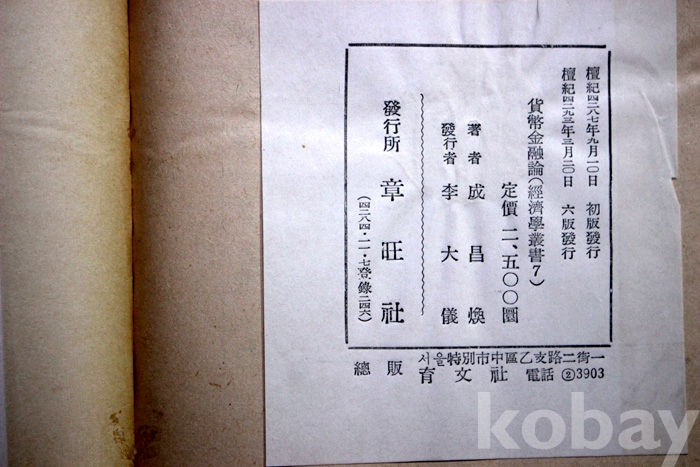 檀紀四二八七年九月一〇日 初版發行
檀紀四二九三年三月二〇日 六版發行
貨幣金融論(經濟學叢書7)
定價 二、五〇〇圜
著者 成昌煥
發行者 李大儀
發行所 章旺社
(四二八四·一一·七登錄二四六)
서울特別市中區乙支路二街一
總販 育文社 電話 ②3903
kobay